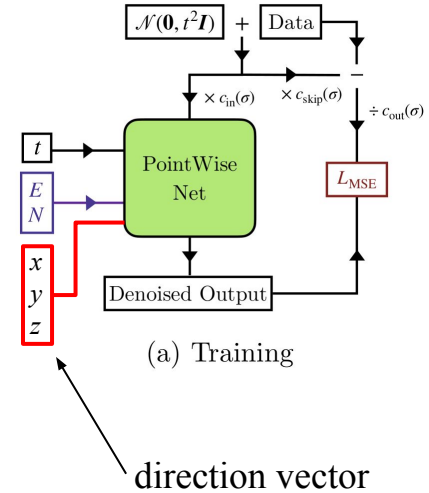 𝒩(𝟎, t²𝑰) + Data
−
× c_in(σ)
× c_skip(σ)
÷ c_out(σ)
t
PointWise
Net
L_MSE
E
N
x
y
z
Denoised Output
(a) Training
direction vector